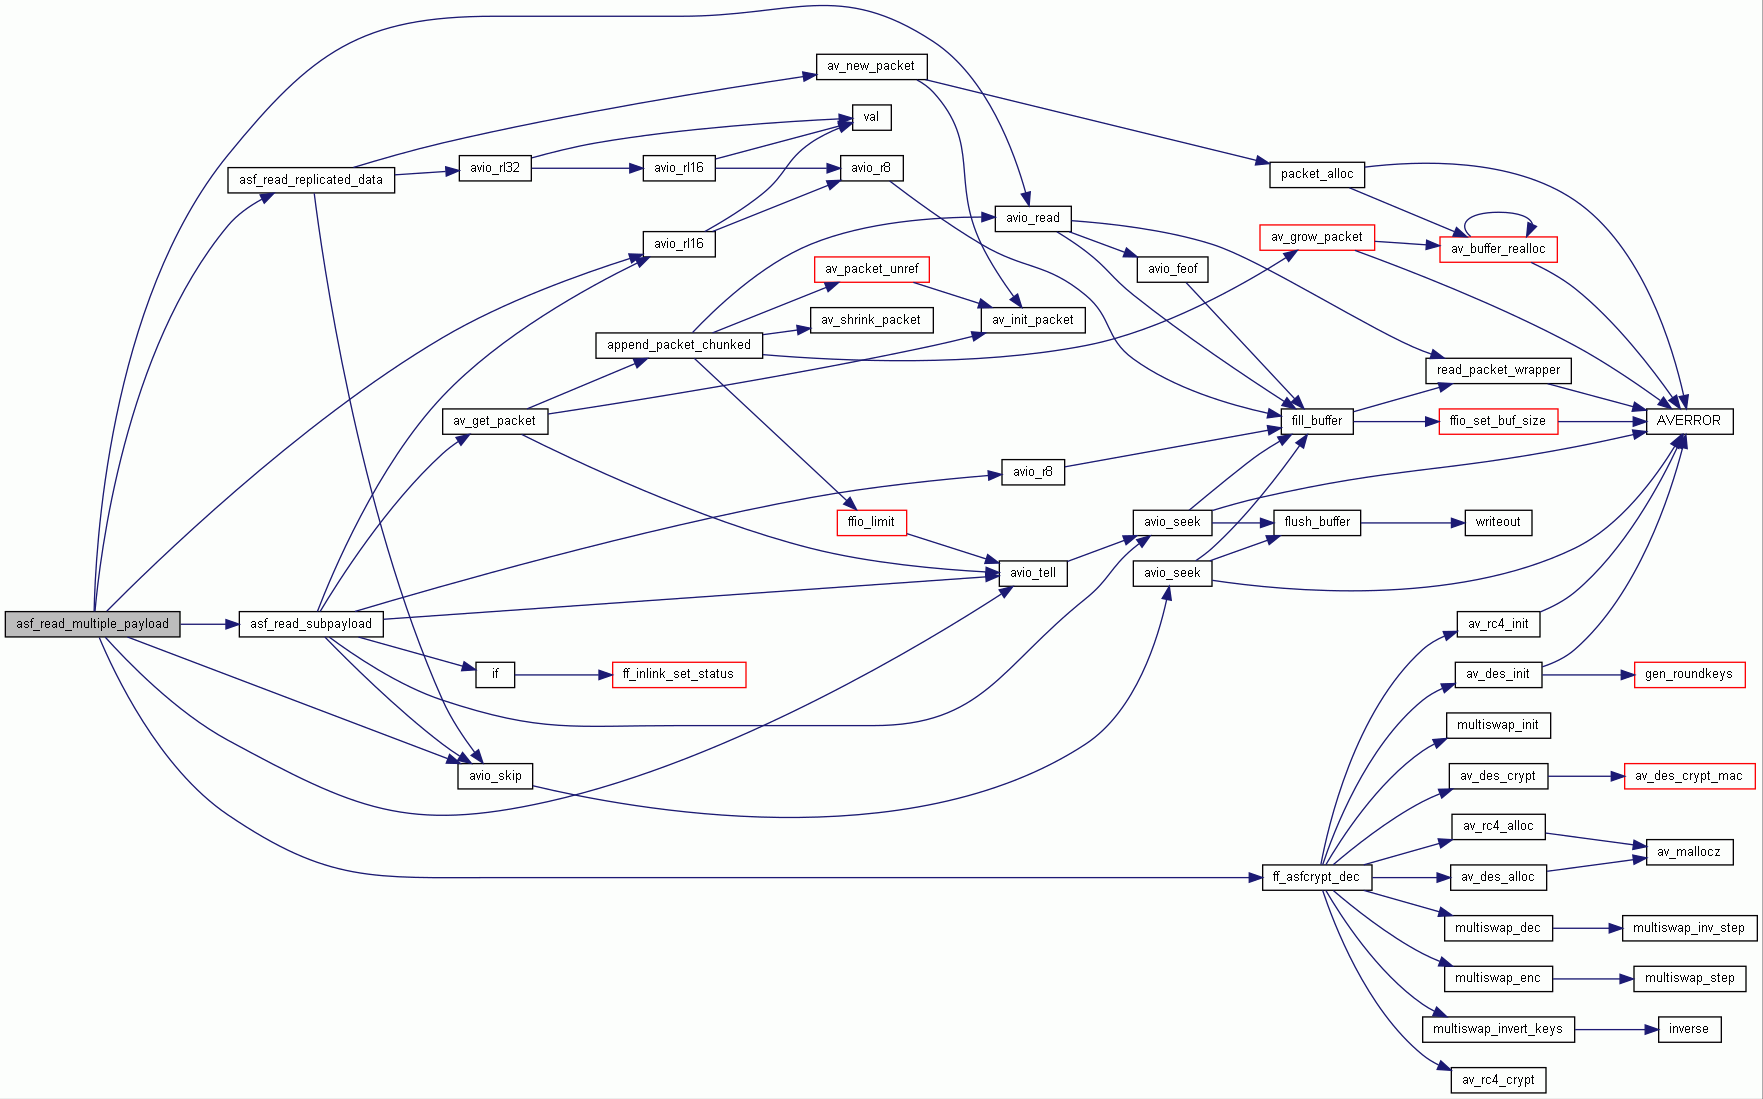 av_new_packet
val
avio_rl32
avio_rl16
avio_r8
packet_alloc
asf_read_replicated_data
avio_read
avio_rl16
av_grow_packet
av_buffer_realloc
av_packet_unref
avio_feof
av_shrink_packet
av_init_packet
append_packet_chunked
read_packet_wrapper
av_get_packet
fill_buffer
ffio_set_buf_size
AVERROR
avio_r8
ffio_limit
avio_seek
flush_buffer
writeout
avio_tell
avio_seek
asf_read_multiple_payload
asf_read_subpayload
av_rc4_init
if
ff_inlink_set_status
av_des_init
gen_roundkeys
multiswap_init
avio_skip
av_des_crypt
av_des_crypt_mac
av_rc4_alloc
av_mallocz
ff_asfcrypt_dec
av_des_alloc
multiswap_dec
multiswap_inv_step
multiswap_enc
multiswap_step
multiswap_invert_keys
inverse
av_rc4_crypt